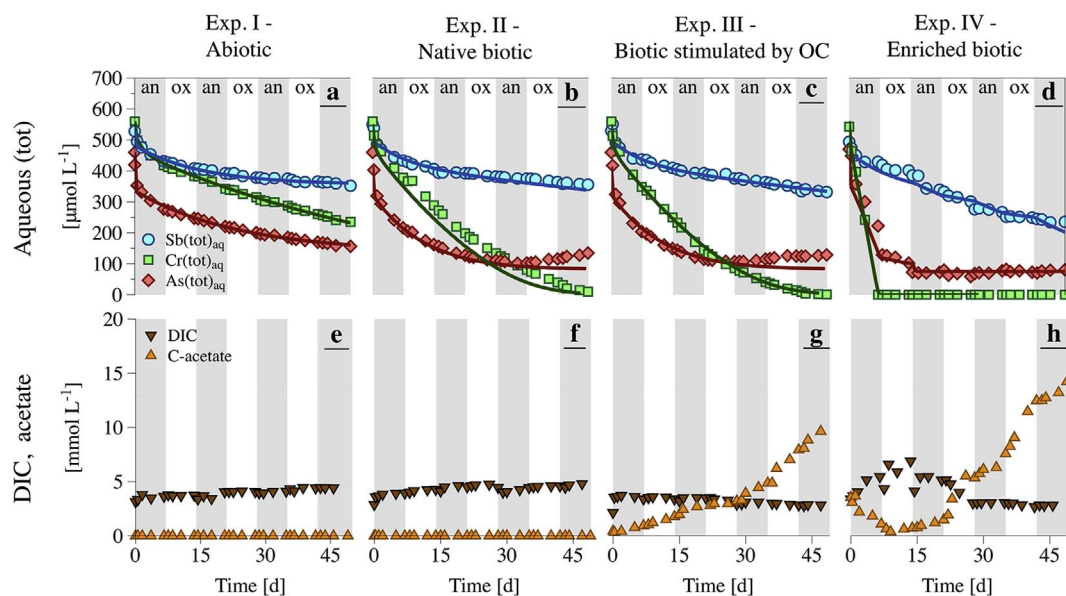 Exp. I -
Abiotic
Exp. II -
Native biotic
Exp. III -
Biotic stimulated by OC
Exp. IV -
Enriched biotic
Aqueous (tot)
[µmol L⁻¹]
700
600
500
400
300
200
100
0
an ox an ox an ox a
Sb(tot)aq
Cr(tot)aq
As(tot)aq
an ox an ox an ox b
an ox an ox an ox c
an ox an ox an ox d
DIC, acetate
[mmol L⁻¹]
20
15
10
5
0
DIC
C-acetate
e
f
g
h
0 15 30 45
0 15 30 45
0 15 30 45
0 15 30 45
Time [d]
Time [d]
Time [d]
Time [d]